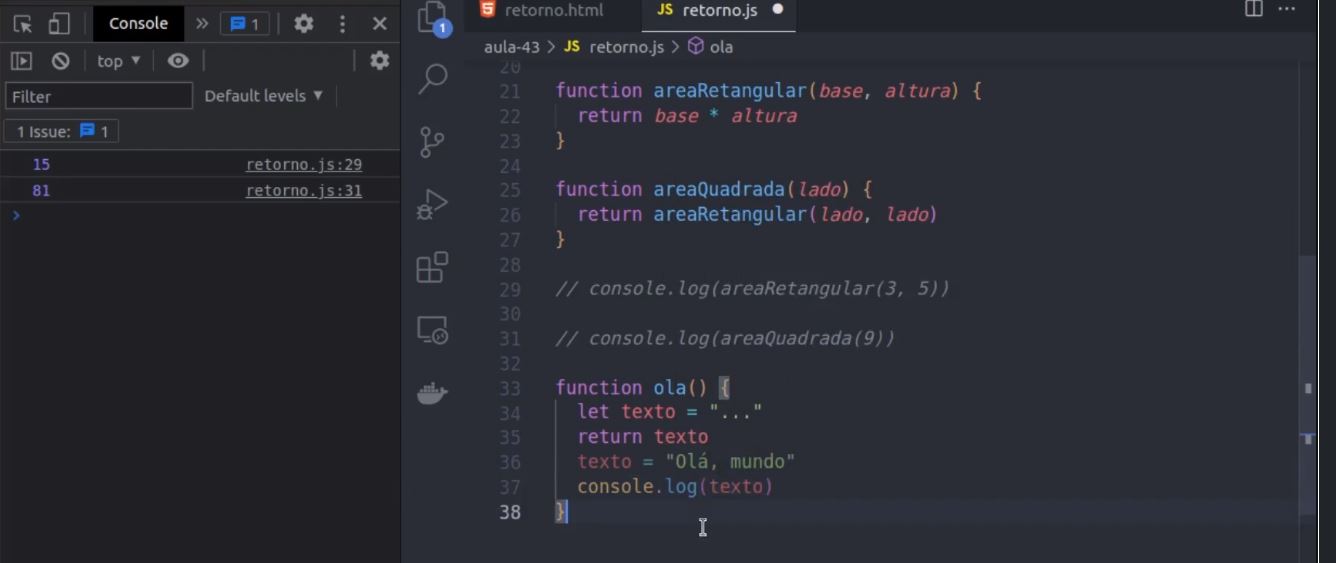 Console
1
top
Filter
Default levels
1 Issue: 1
15 retorno.js:29
81 retorno.js:31
1
retorno.html
JS retorno.js
aula-43 > JS retorno.js > ola
20
21 function areaRetangular(base, altura) {
22 return base * altura
23 }
24
25 function areaQuadrada(lado) {
26 return areaRetangular(lado, lado)
27 }
28
29 // console.log(areaRetangular(3, 5))
30
31 // console.log(areaQuadrada(9))
32
33 function ola() {
34 let texto = "..."
35 return texto
36 texto = "Olá, mundo"
37 console.log(texto)
38 }